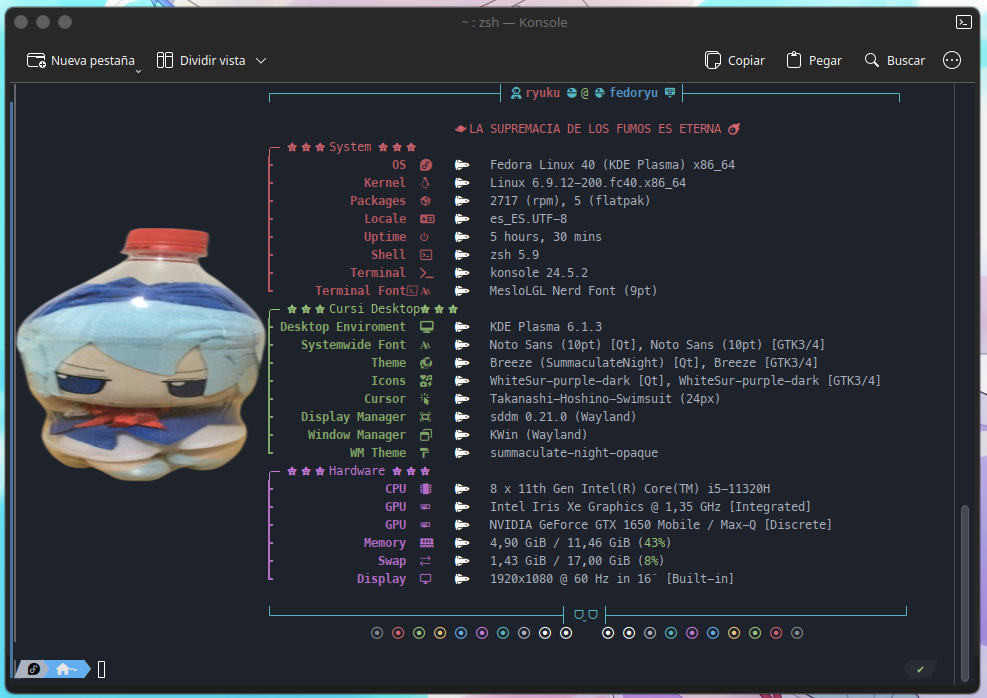 ~ : zsh — Konsole
Nueva pestaña
Dividir vista
Copiar
Pegar
Buscar
ryuku @ fedoryu
LA SUPREMACIA DE LOS FUMOS ES ETERNA
System
OS Fedora Linux 40 (KDE Plasma) x86_64
Kernel Linux 6.9.12-200.fc40.x86_64
Packages 2717 (rpm), 5 (flatpak)
Locale es_ES.UTF-8
Uptime 5 hours, 30 mins
Shell zsh 5.9
Terminal konsole 24.5.2
Terminal Font MesloLGL Nerd Font (9pt)
Cursi Desktop
Desktop Enviroment KDE Plasma 6.1.3
Systemwide Font Noto Sans (10pt) [Qt], Noto Sans (10pt) [GTK3/4]
Theme Breeze (SummaculateNight) [Qt], Breeze [GTK3/4]
Icons WhiteSur-purple-dark [Qt], WhiteSur-purple-dark [GTK3/4]
Cursor Takanashi-Hoshino-Swimsuit (24px)
Display Manager sddm 0.21.0 (Wayland)
Window Manager KWin (Wayland)
WM Theme summaculate-night-opaque
Hardware
CPU 8 x 11th Gen Intel(R) Core(TM) i5-11320H
GPU Intel Iris Xe Graphics @ 1,35 GHz [Integrated]
GPU NVIDIA GeForce GTX 1650 Mobile / Max-Q [Discrete]
Memory 4,90 GiB / 11,46 GiB (43%)
Swap 1,43 GiB / 17,00 GiB (8%)
Display 1920x1080 @ 60 Hz in 16″ [Built-in]
~